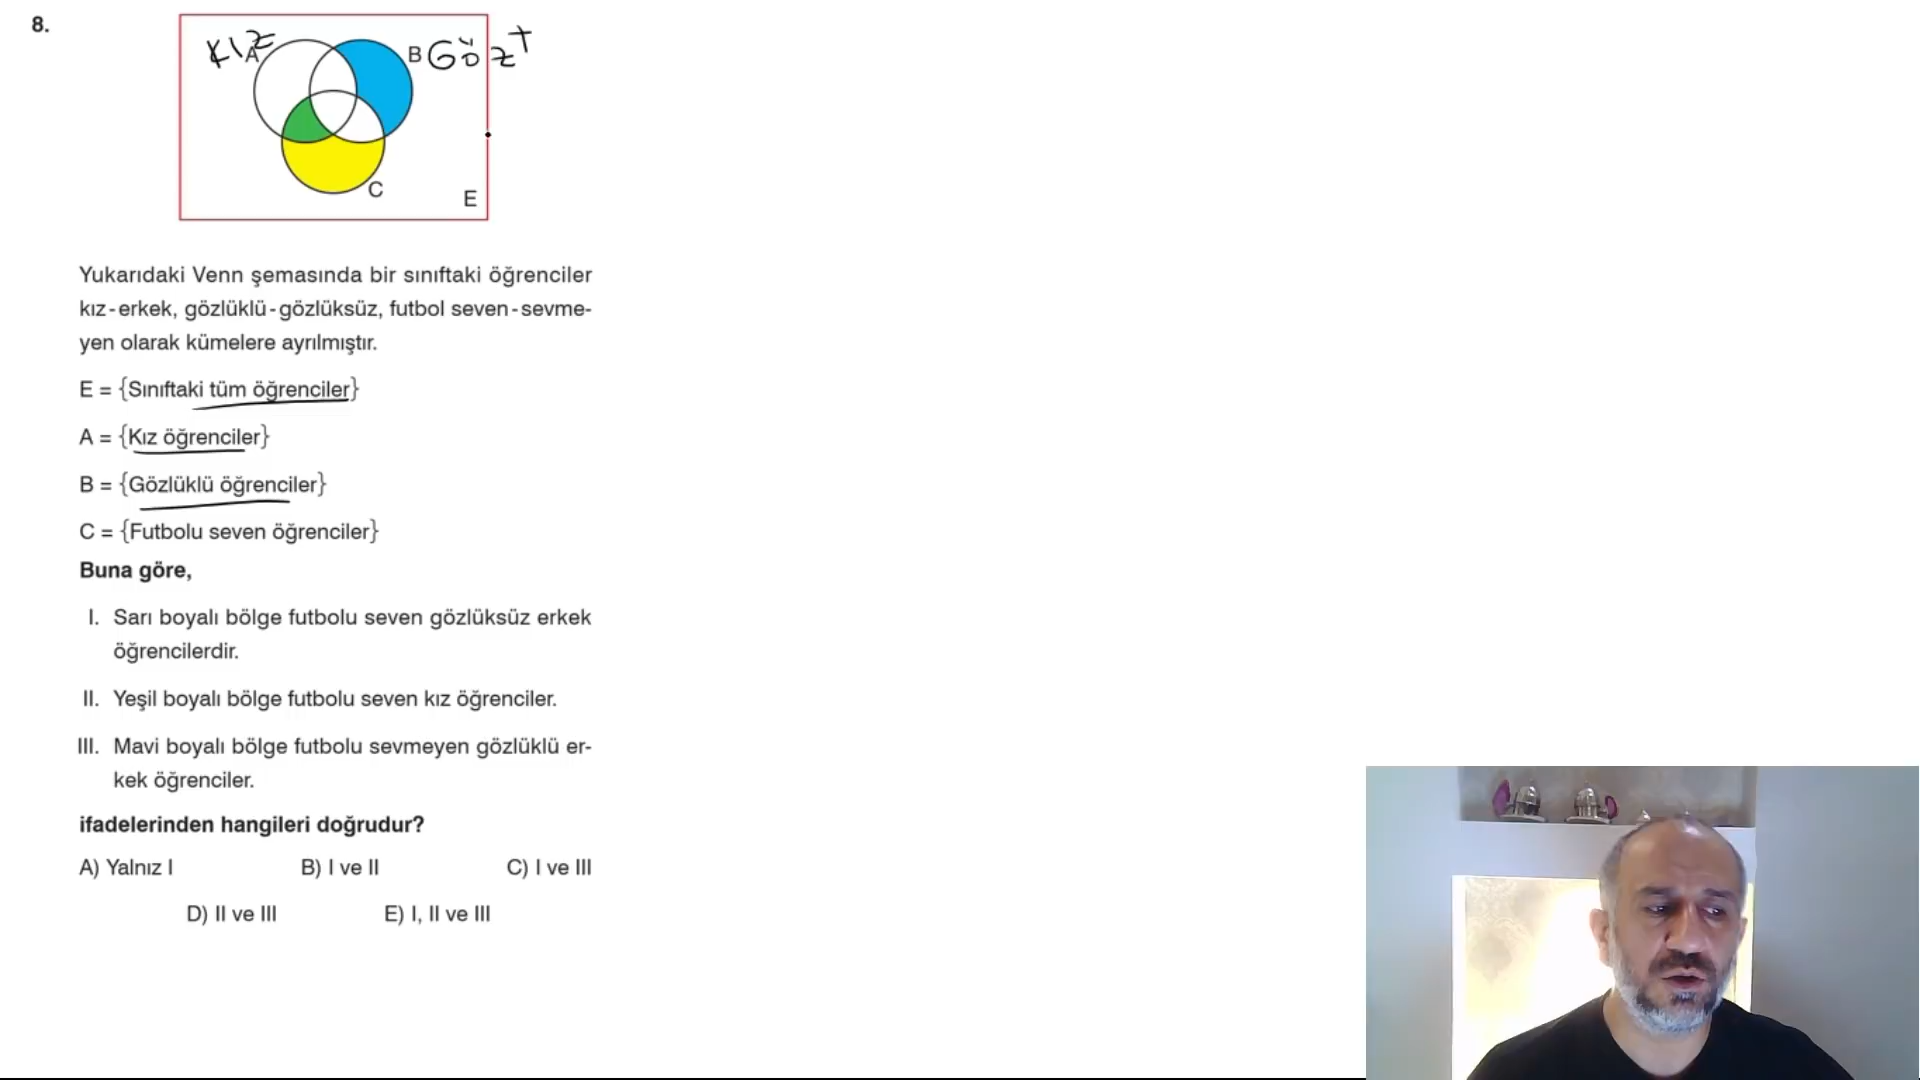 8.
KIZ
A
B
GÖZ+
C
E
Yukarıdaki Venn şemasında bir sınıftaki öğrenciler
kız-erkek, gözlüklü-gözlüksüz, futbol seven-sevme-
yen olarak kümelere ayrılmıştır.
E = {Sınıftaki tüm öğrenciler}
A = {Kız öğrenciler}
B = {Gözlüklü öğrenciler}
C = {Futbolu seven öğrenciler}
Buna göre,
I. Sarı boyalı bölge futbolu seven gözlüksüz erkek
öğrencilerdir.
II. Yeşil boyalı bölge futbolu seven kız öğrenciler.
III. Mavi boyalı bölge futbolu sevmeyen gözlüklü er-
kek öğrenciler.
ifadelerinden hangileri doğrudur?
A) Yalnız I B) I ve II C) I ve III
D) II ve III E) I, II ve III